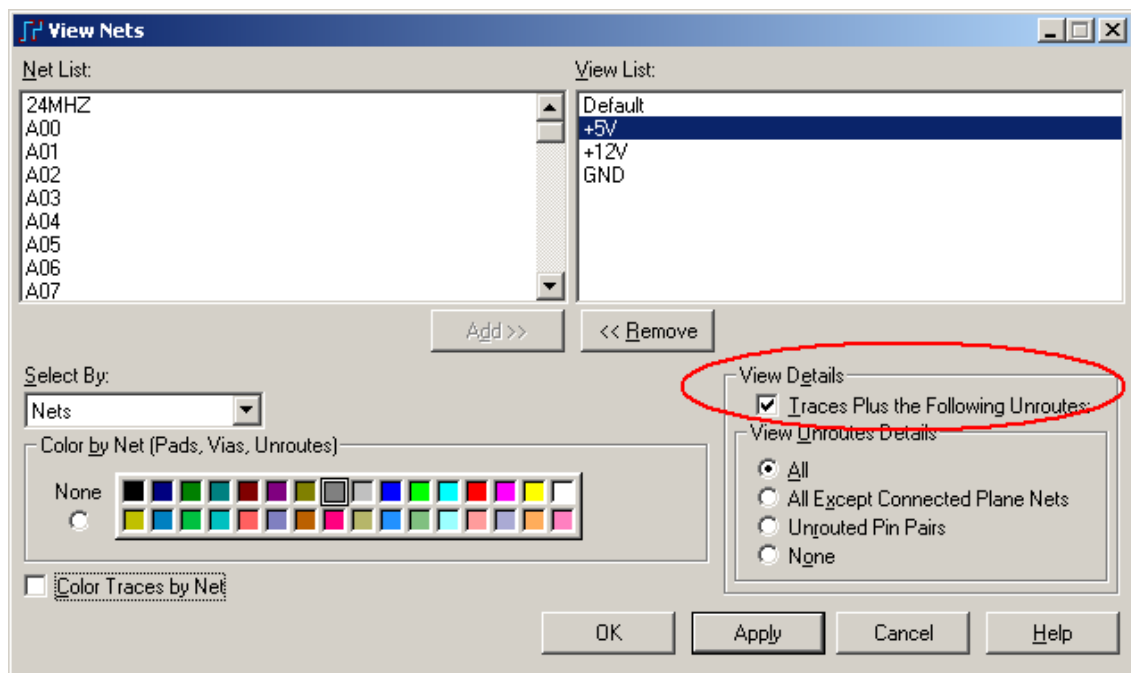 View Nets
Net List: View List:
24MHZ Default
A00 +5V
A01 +12V
A02 GND
A03
A04
A05
A06
A07
Add >> << Remove
Select By: View Details
Nets Traces Plus the Following Unroutes:
Color by Net (Pads, Vias, Unroutes) View Unroutes Details
None All
All Except Connected Plane Nets
Unrouted Pin Pairs
None
Color Traces by Net
OK Apply Cancel Help